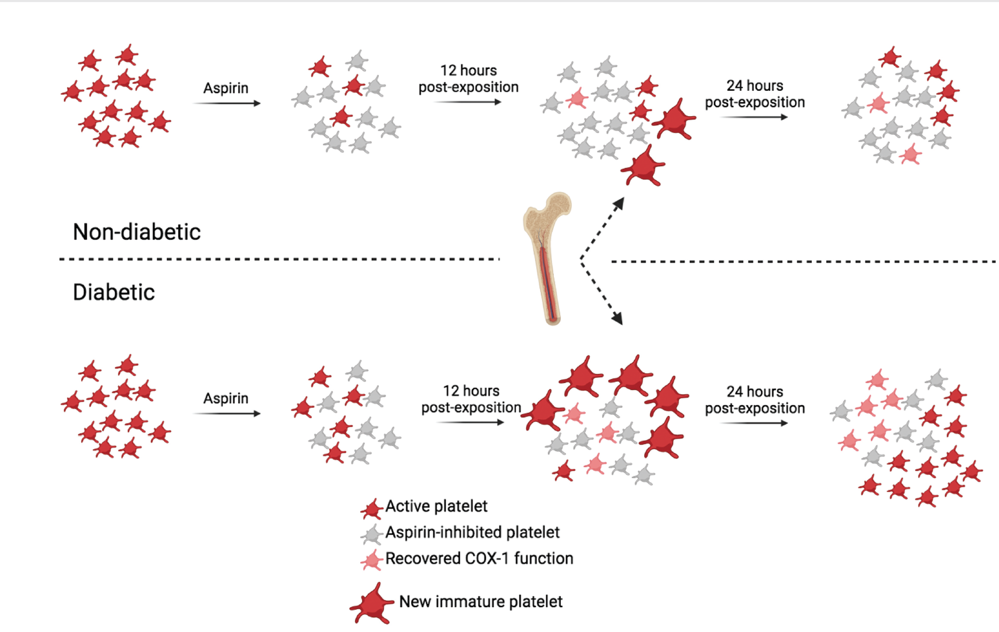 Aspirin
12 hours
post-exposition
24 hours
post-exposition
Non-diabetic
Diabetic
Aspirin
12 hours
post-exposition
24 hours
post-exposition
Active platelet
Aspirin-inhibited platelet
Recovered COX-1 function
New immature platelet